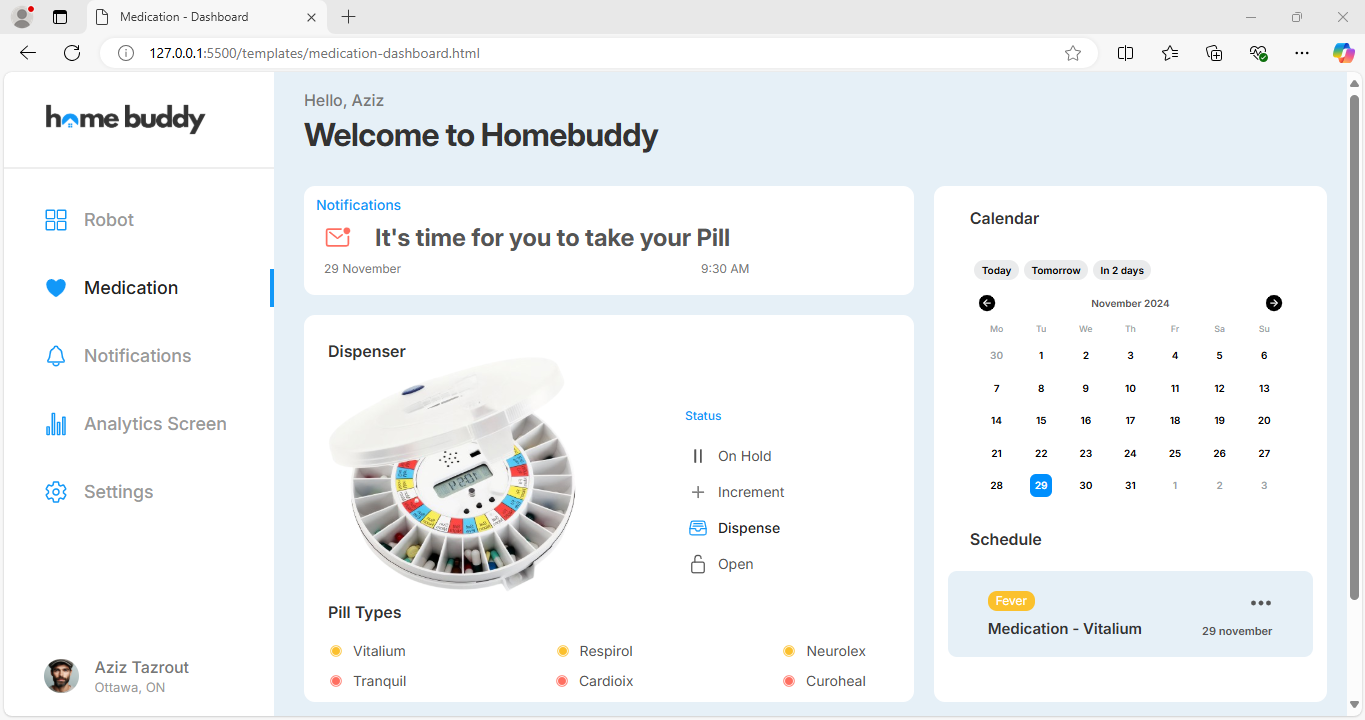 Medication - Dashboard
127.0.0.1:5500/templates/medication-dashboard.html
home buddy
Robot
Medication
Notifications
Analytics Screen
Settings
Aziz Tazrout
Ottawa, ON
Hello, Aziz
Welcome to Homebuddy
Notifications
It's time for you to take your Pill
29 November 9:30 AM
Dispenser
Status
On Hold
Increment
Dispense
Open
Pill Types
Vitalium Respirol Neurolex
Tranquil Cardioix Curoheal
Calendar
Today Tomorrow In 2 days
November 2024
Mo Tu We Th Fr Sa Su
30 1 2 3 4 5 6
7 8 9 10 11 12 13
14 15 16 17 18 19 20
21 22 23 24 25 26 27
28 29 30 31 1 2 3
Schedule
Fever
Medication - Vitalium 29 november